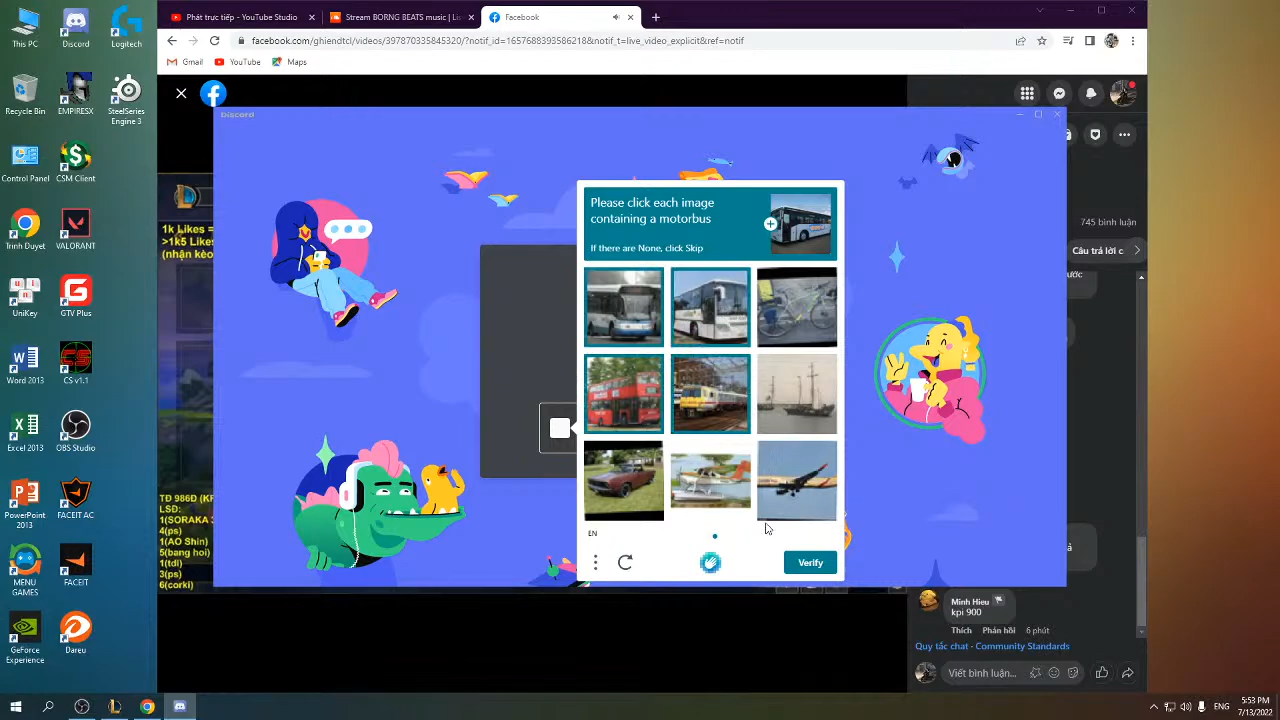 Phát trực tiếp - YouTube Studio
Stream BORNG BEATS music | Li
Facebook
facebook.com/ghiendtcl/videos/397870335845320/?notif_id=1657688393586218&notif_t=live_video_explicit&ref=notif
Gmail
YouTube
Maps
This PC
Discord
Logitech
Recycle Bin
EMPIRESX
SteelSeries Engine 3
Control Panel
CSM Client
Trinh Duyet
VALORANT
UniKey
GTV Plus
Word 2013
CS v1.1
Excel 2013
OBS Studio
PowerPoint 2013
FACEIT AC
MENU GAMES
FACEIT
GeForce Experience
Dareu
Discord
1k Likes =
>1k5 Likes
(nhận kèo
TĐ 986Đ (KF
LSD:
1(SORAKA
4(ps)
1(AO Shin)
5(bang hoi)
1(tdl)
3(ps)
6(corki)
Please click each image
containing a motorbus
If there are None, click Skip
EN
Verify
745 bình luận
Câu trả lời c
Minh Hieu
kpi 900
Thích Phản hồi 6 phút
Quy tắc chat · Community Standards
Viết bình luận...
ENG
5:53 PM
7/13/2022